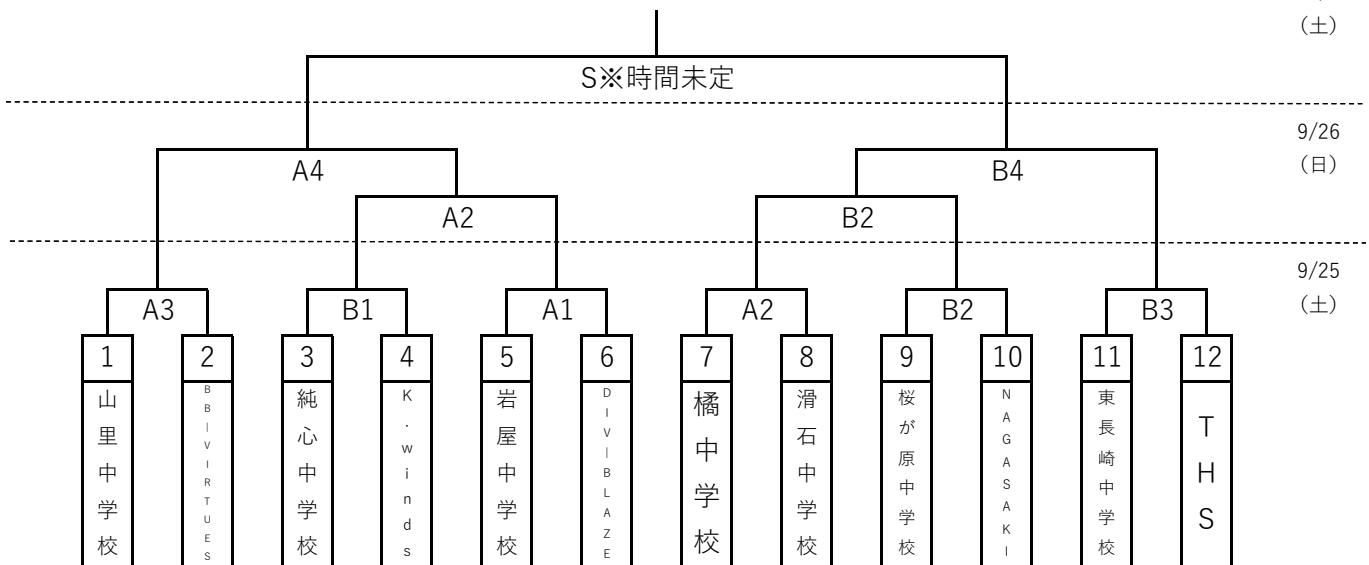 (土)
S※時間未定
9/26
(日)
A4
B4
A2
B2
9/25
(土)
A3
B1
A1
A2
B2
B3
1
2
3
4
5
6
7
8
9
10
11
12
山里中学校
BB|VIRTUES
純心中学校
K.winds
岩屋中学校
DIV|BLAZE
橘中学校
滑石中学校
桜が原中学校
NAGASAKI
東長崎中学校
THS